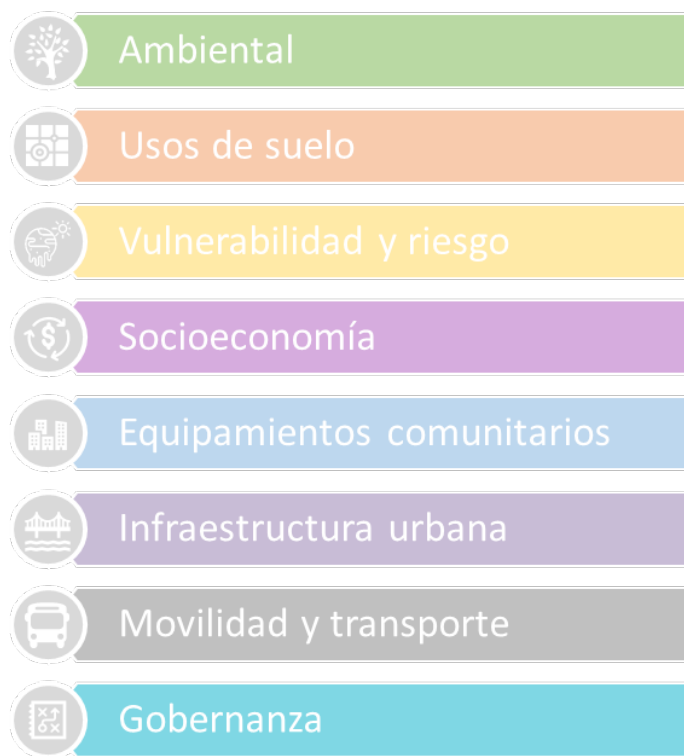 Ambiental
Usos de suelo
Vulnerabilidad y riesgo
Socioeconomía
Equipamientos comunitarios
Infraestructura urbana
Movilidad y transporte
Gobernanza